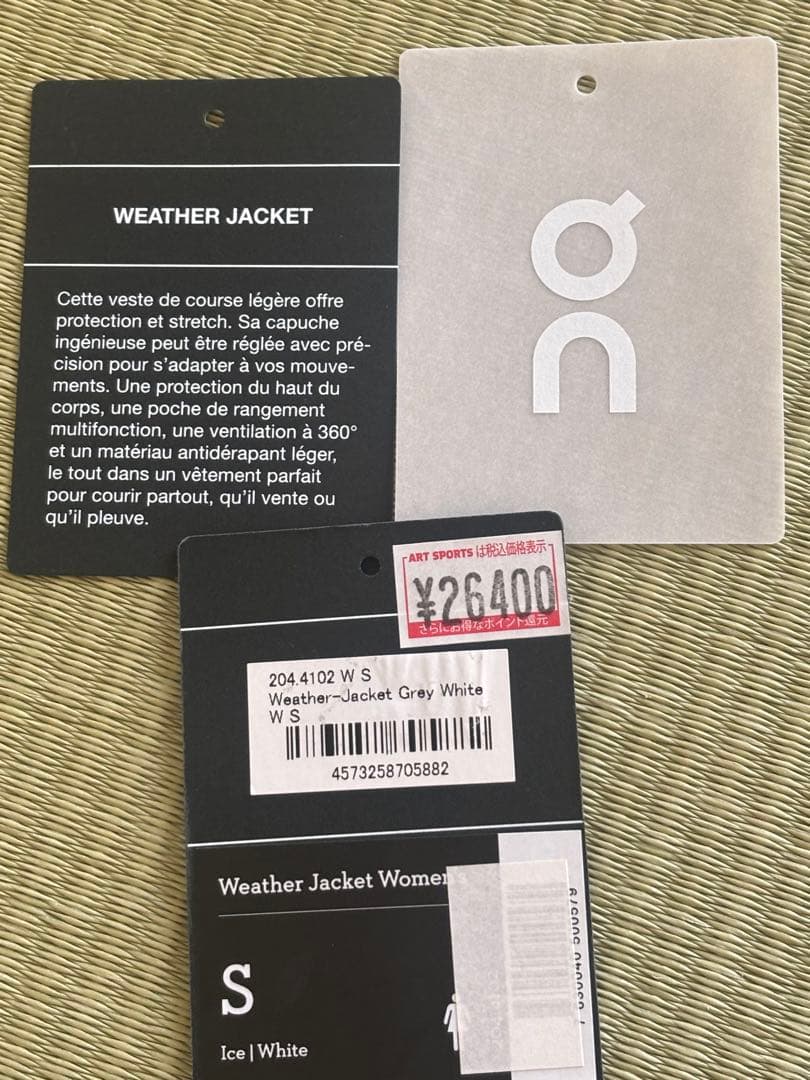 WEATHER JACKET
Cette veste de course légère offre
protection et stretch. Sa capuche
ingénieuse peut être réglée avec pré-
cision pour s'adapter à vos mouve-
ments. Une protection du haut du
corps, une poche de rangement
multifonction, une ventilation à 360°
et un matériau antidérapant léger,
le tout dans un vêtement parfait
pour courir partout, qu'il vente ou
qu'il pleuve.
On
ART SPORTS は税込価格表示
¥26400
さらにお得なポイント還元
204.4102 W S
Weather-Jacket Grey White
W S
4573258705882
Weather Jacket Women's
S
Ice | White